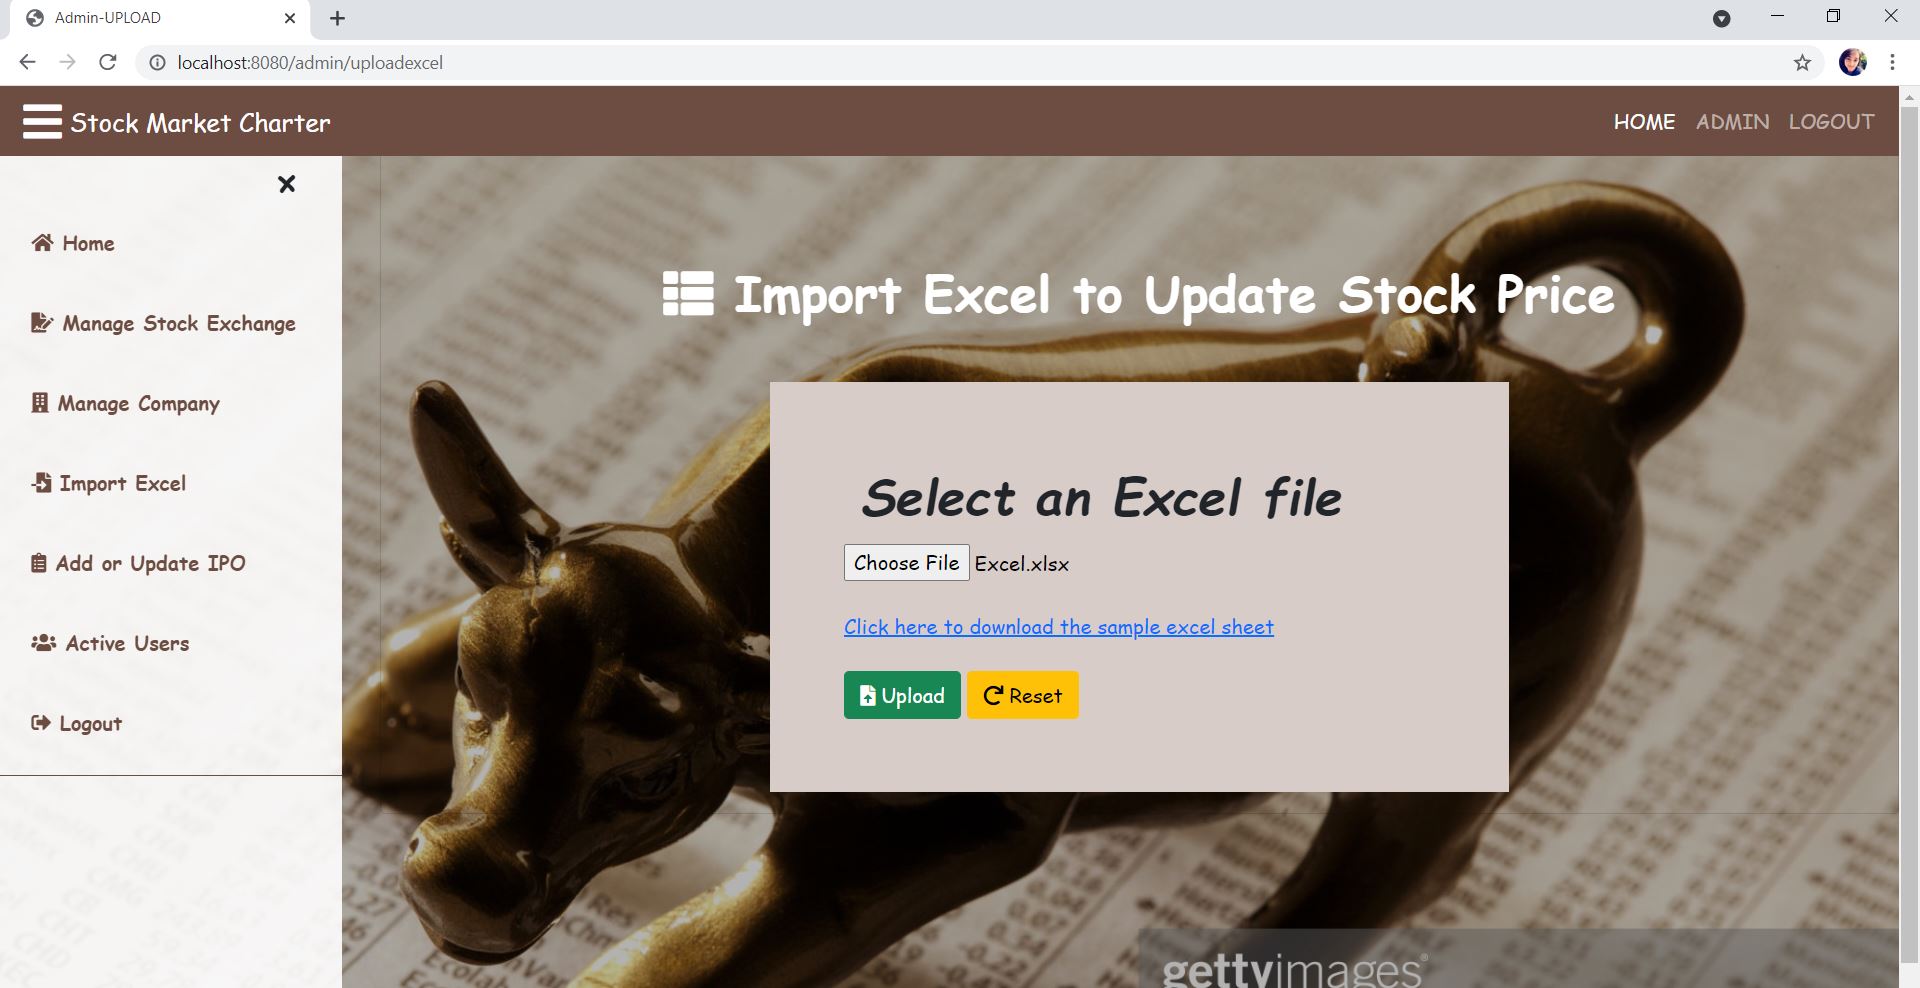 Admin-UPLOAD
localhost:8080/admin/uploadexcel
Stock Market Charter
HOME ADMIN LOGOUT
Home
Manage Stock Exchange
Manage Company
Import Excel
Add or Update IPO
Active Users
Logout
Import Excel to Update Stock Price
Select an Excel file
Choose File Excel.xlsx
Click here to download the sample excel sheet
Upload Reset
gettyimages®